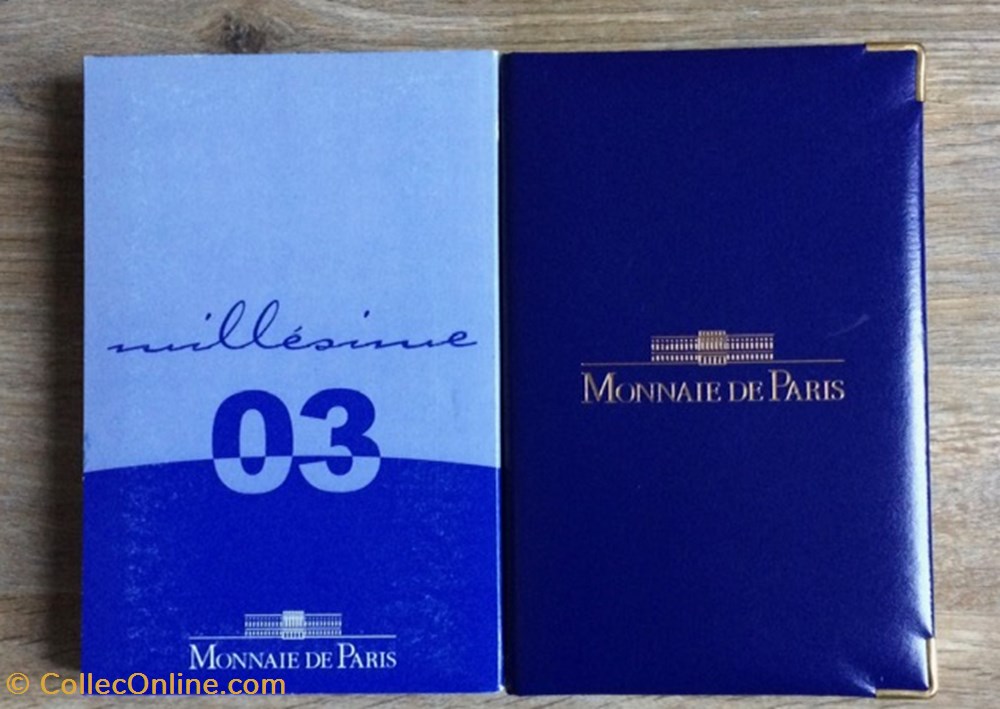 millésime
03
MONNAIE DE PARIS
MONNAIE DE PARIS
© CollecOnline.com